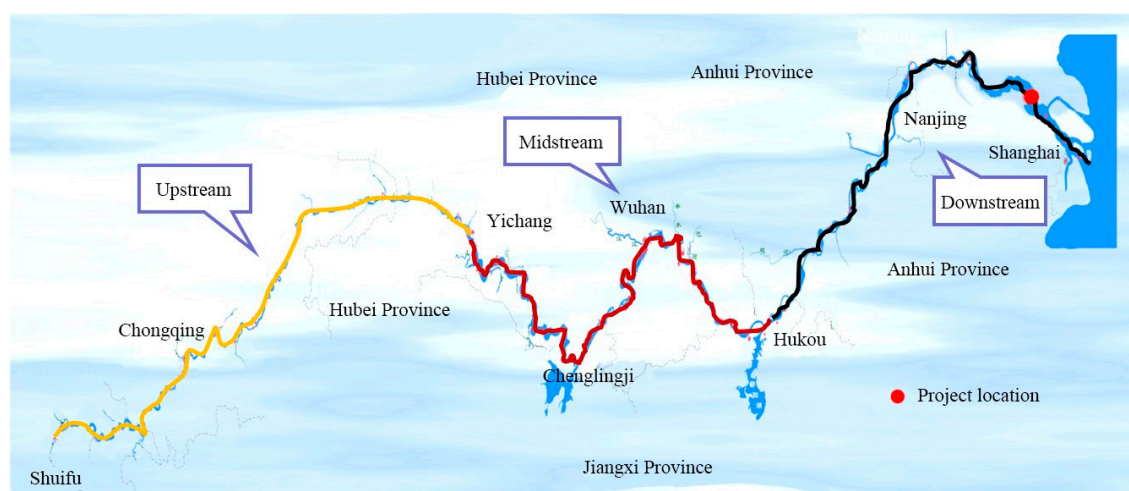 Hubei Province
Anhui Province
Nanjing
Midstream
Shanghai
Upstream
Downstream
Wuhan
Yichang
Anhui Province
Hubei Province
Chongqing
Hukou
Chenglingji
Project location
Jiangxi Province
Shuifu